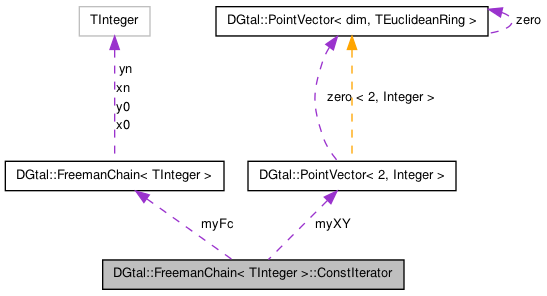 TInteger
DGtal::PointVector< dim, TEuclideanRing >
zero
yn
xn
y0
x0
zero < 2, Integer >
DGtal::FreemanChain< TInteger >
DGtal::PointVector< 2, Integer >
myFc
myXY
DGtal::FreemanChain< TInteger >::ConstIterator